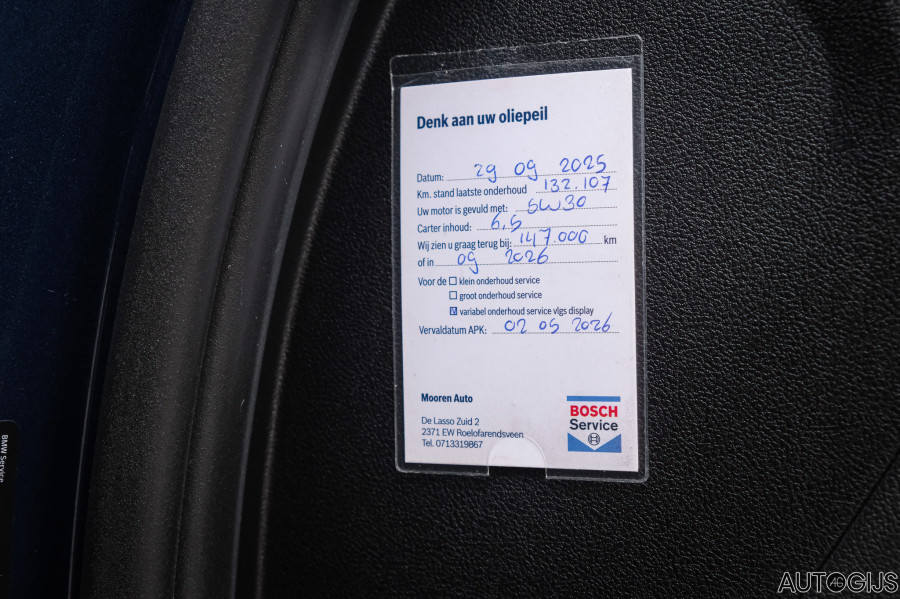 Denk aan uw oliepeil
Datum: 29 09 2025
Km. stand laatste onderhoud 132.107
Uw motor is gevuld met: 5W30
Carter inhoud: 6,5
Wij zien u graag terug bij: 147.000 km
of in 09 2026
Voor de ☐ klein onderhoud service
☐ groot onderhoud service
☒ variabel onderhoud service vlgs display
Vervaldatum APK: 02 05 2026
Mooren Auto
De Lasso Zuid 2
2371 EW Roelofarendsveen
Tel. 0713319867
BOSCH
Service
BMW Service
AUTOGIJS